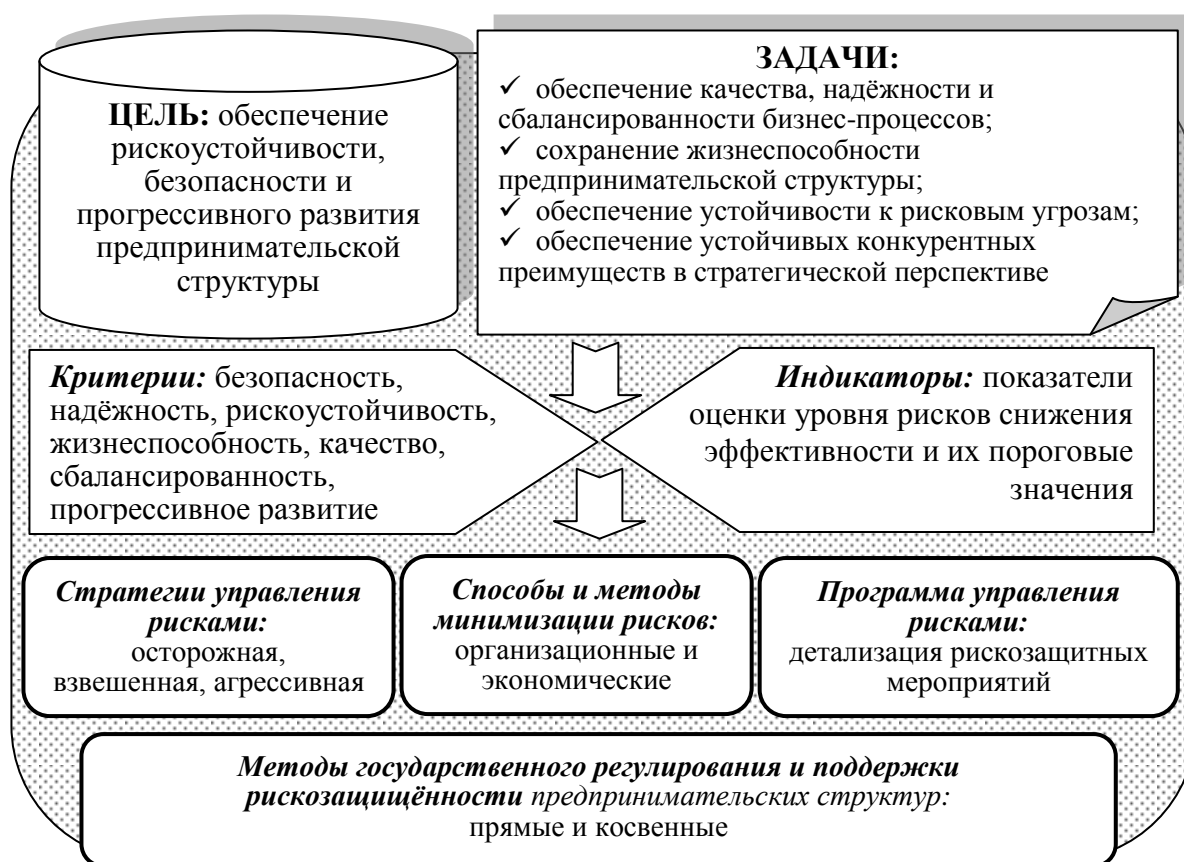 ЦЕЛЬ: обеспечение
рискоустойчивости,
безопасности и
прогрессивного развития
предпринимательской
структуры
ЗАДАЧИ:
✓ обеспечение качества, надёжности и
сбалансированности бизнес-процессов;
✓ сохранение жизнеспособности
предпринимательской структуры;
✓ обеспечение устойчивости к рисковым угрозам;
✓ обеспечение устойчивых конкурентных
преимуществ в стратегической перспективе
Критерии: безопасность,
надёжность, рискоустойчивость,
жизнеспособность, качество,
сбалансированность,
прогрессивное развитие
Индикаторы: показатели
оценки уровня рисков снижения
эффективности и их пороговые
значения
Стратегии управления
рисками:
осторожная,
взвешенная, агрессивная
Способы и методы
минимизации рисков:
организационные и
экономические
Программа управления
рисками:
детализация рискозащитных
мероприятий
Методы государственного регулирования и поддержки
рискозащищённости предпринимательских структур:
прямые и косвенные